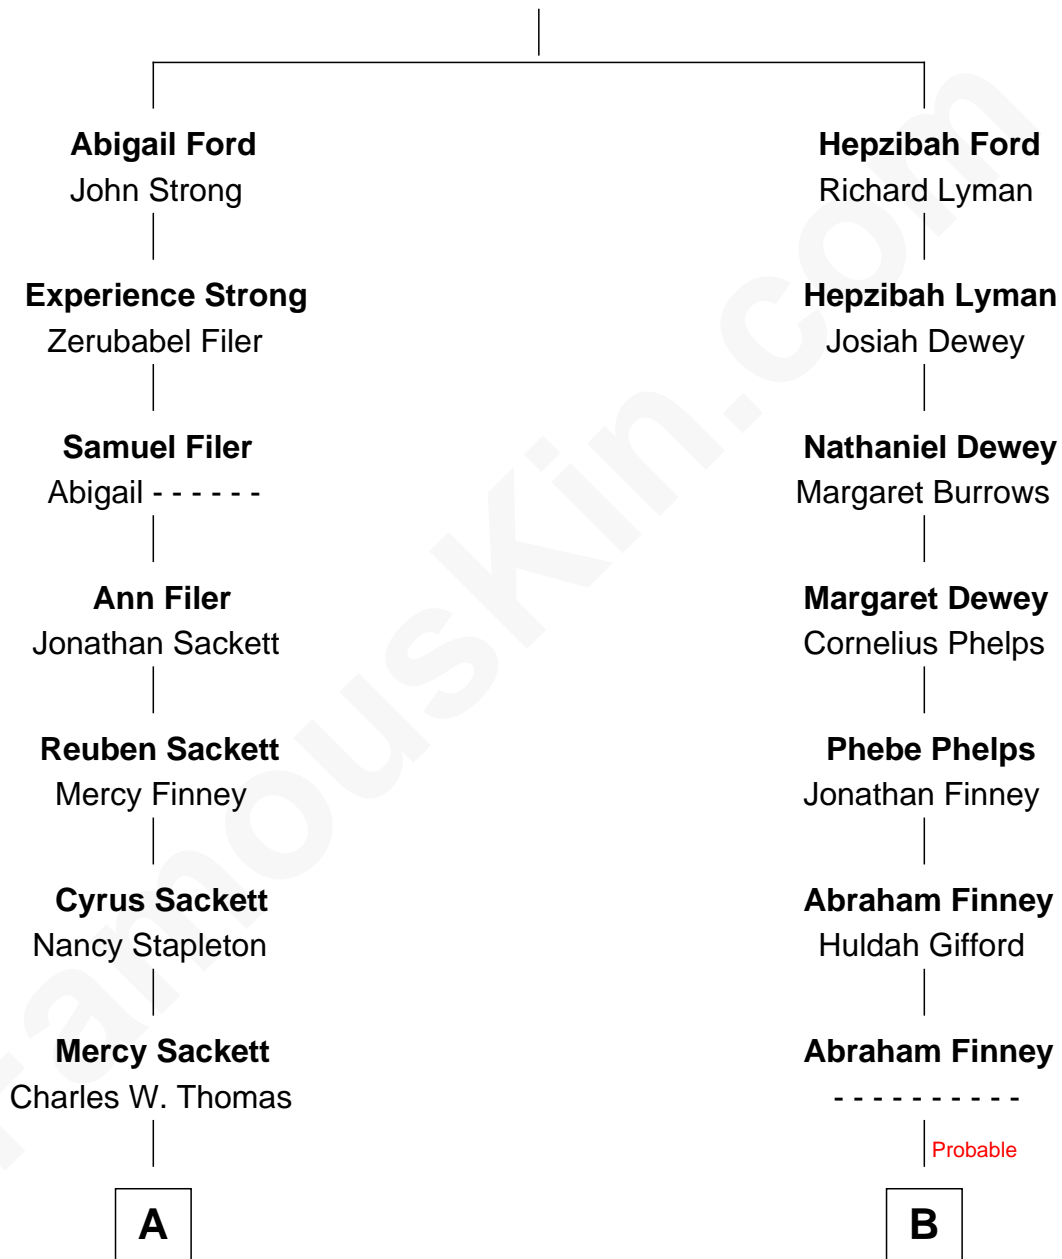 Abigail Ford
John Strong
Experience Strong
Zerubabel Filer
Samuel Filer
Abigail - - - - - -
Ann Filer
Jonathan Sackett
Reuben Sackett
Mercy Finney
Cyrus Sackett
Nancy Stapleton
Mercy Sackett
Charles W. Thomas
A
Hepzibah Ford
Richard Lyman
Hepzibah Lyman
Josiah Dewey
Nathaniel Dewey
Margaret Burrows
Margaret Dewey
Cornelius Phelps
Phebe Phelps
Jonathan Finney
Abraham Finney
Huldah Gifford
Abraham Finney
- - - - - - - - - -
Probable
B
FamousKin.com